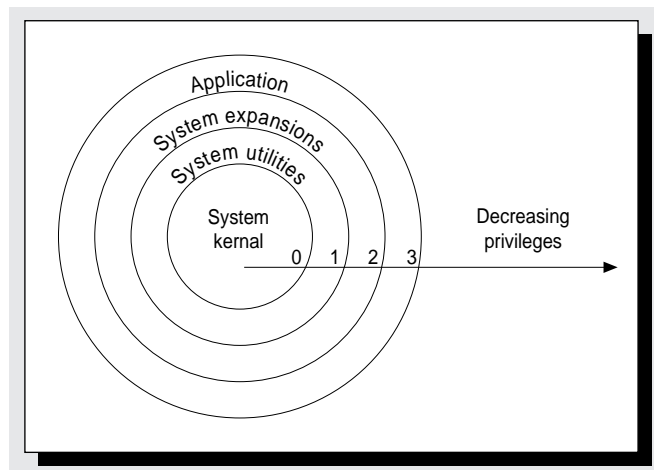 Application
System expansions
System utilities
System
kernal
0 1 2 3
Decreasing
privileges